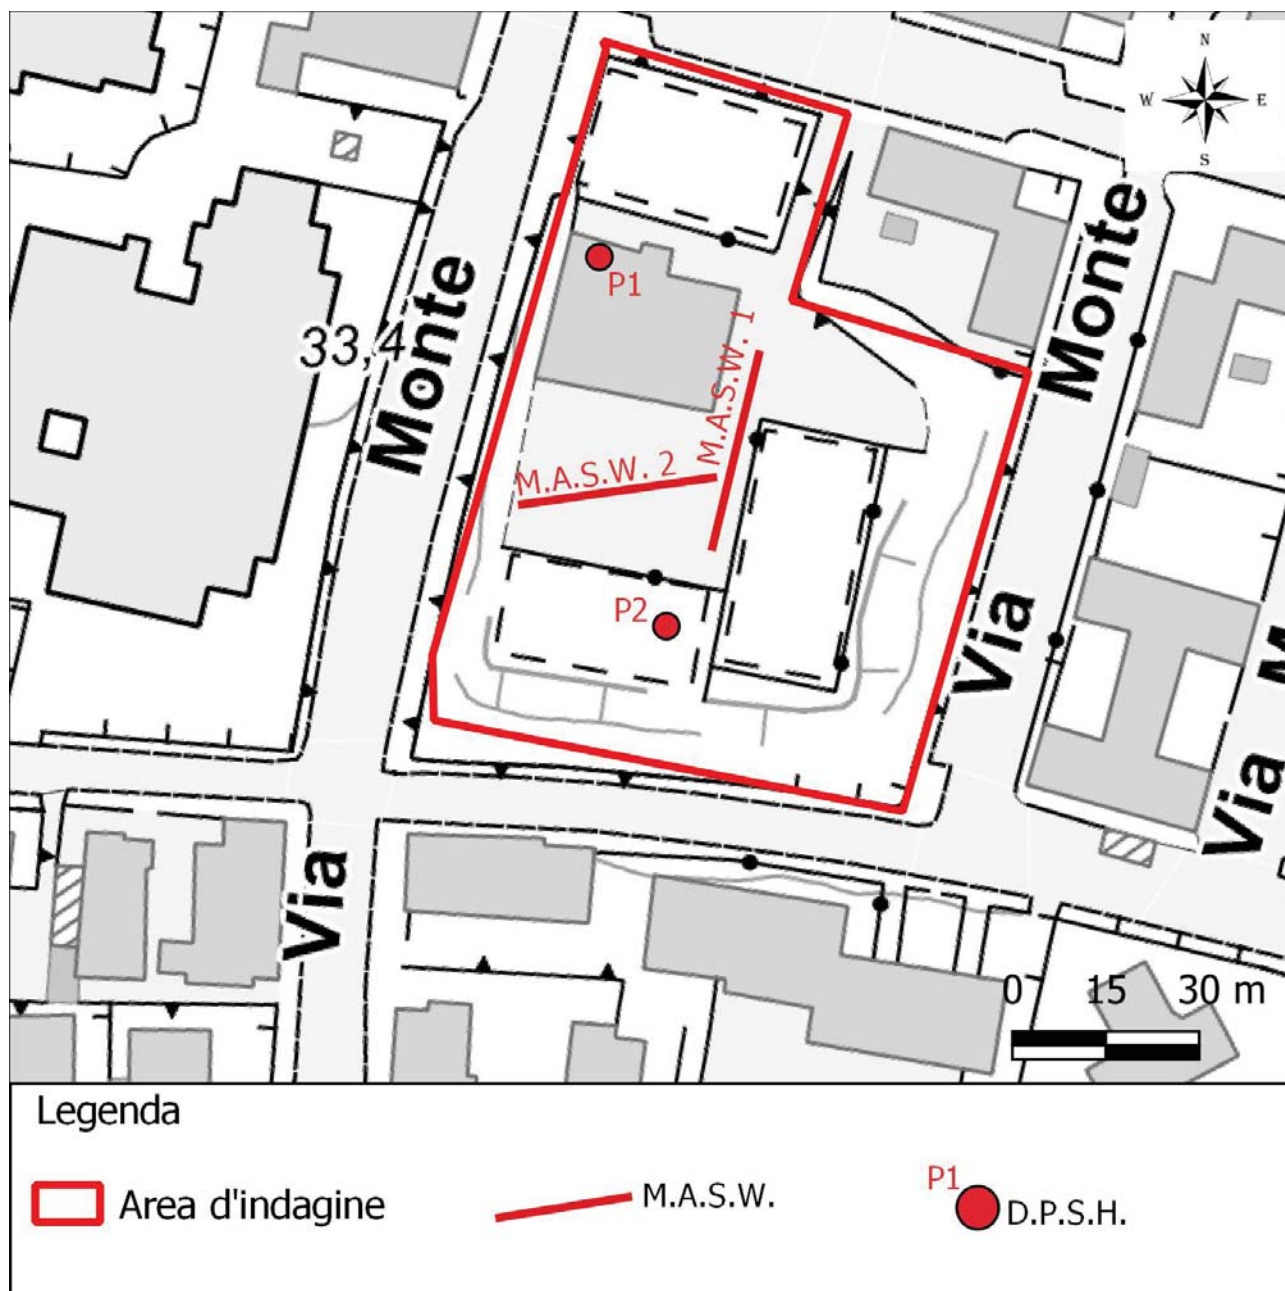 N
W E
S
Monte
P1
Monte
33,4
M.A.S.W. 1
M.A.S.W. 2
P2
Via
Via
Via
0 15 30 m
Legenda
Area d'indagine
M.A.S.W.
P1
D.P.S.H.